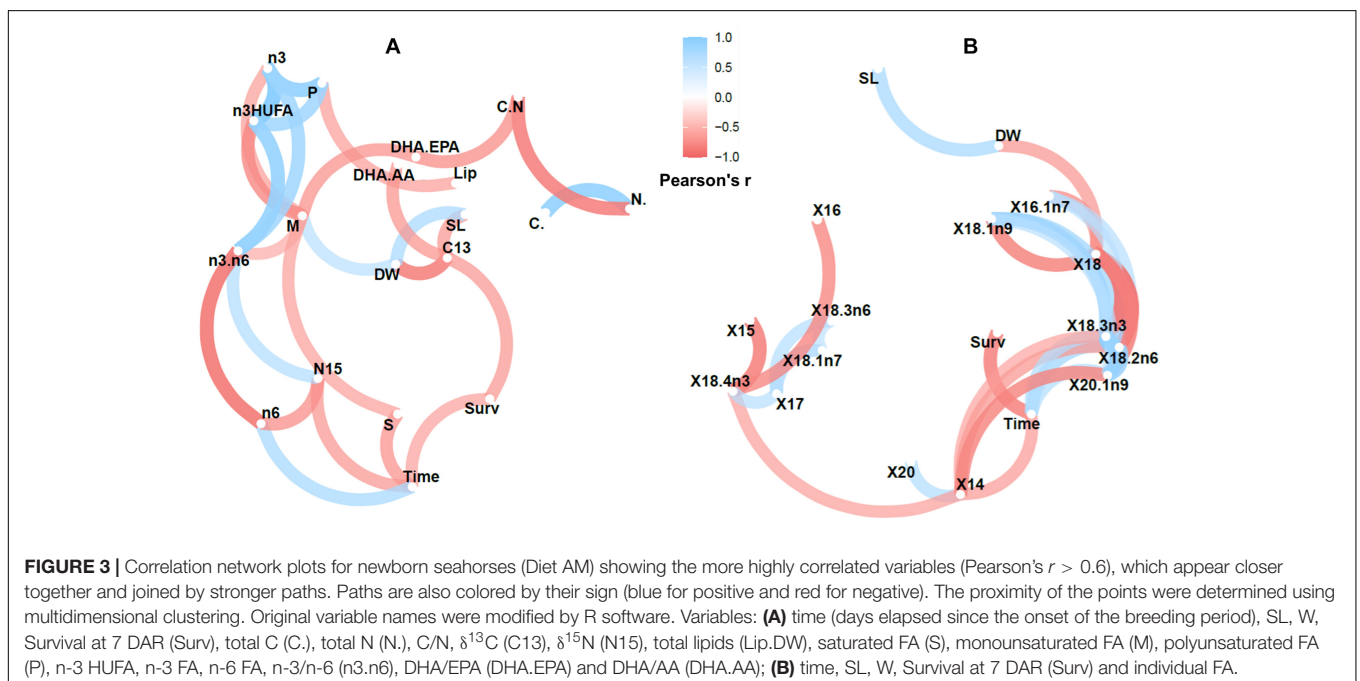 A
B
1.0
0.5
0.0
−0.5
−1.0
Pearson's r
n3
P
n3HUFA
C.N
DHA.EPA
DHA.AA
Lip
N.
C.
M
SL
C13
n3.n6
DW
N15
n6
S
Surv
Time
SL
DW
X16.1n7
X16
X18.1n9
X18
X18.3n6
X18.3n3
X15
Surv
X18.1n7
X18.2n6
X18.4n3
X20.1n9
X17
Time
X20
X14
FIGURE 3 | Correlation network plots for newborn seahorses (Diet AM) showing the more highly correlated variables (Pearson's r > 0.6), which appear closer
together and joined by stronger paths. Paths are also colored by their sign (blue for positive and red for negative). The proximity of the points were determined using
multidimensional clustering. Original variable names were modified by R software. Variables: (A) time (days elapsed since the onset of the breeding period), SL, W,
Survival at 7 DAR (Surv), total C (C.), total N (N.), C/N, δ¹³C (C13), δ¹⁵N (N15), total lipids (Lip.DW), saturated FA (S), monounsaturated FA (M), polyunsaturated FA
(P), n-3 HUFA, n-3 FA, n-6 FA, n-3/n-6 (n3.n6), DHA/EPA (DHA.EPA) and DHA/AA (DHA.AA); (B) time, SL, W, Survival at 7 DAR (Surv) and individual FA.